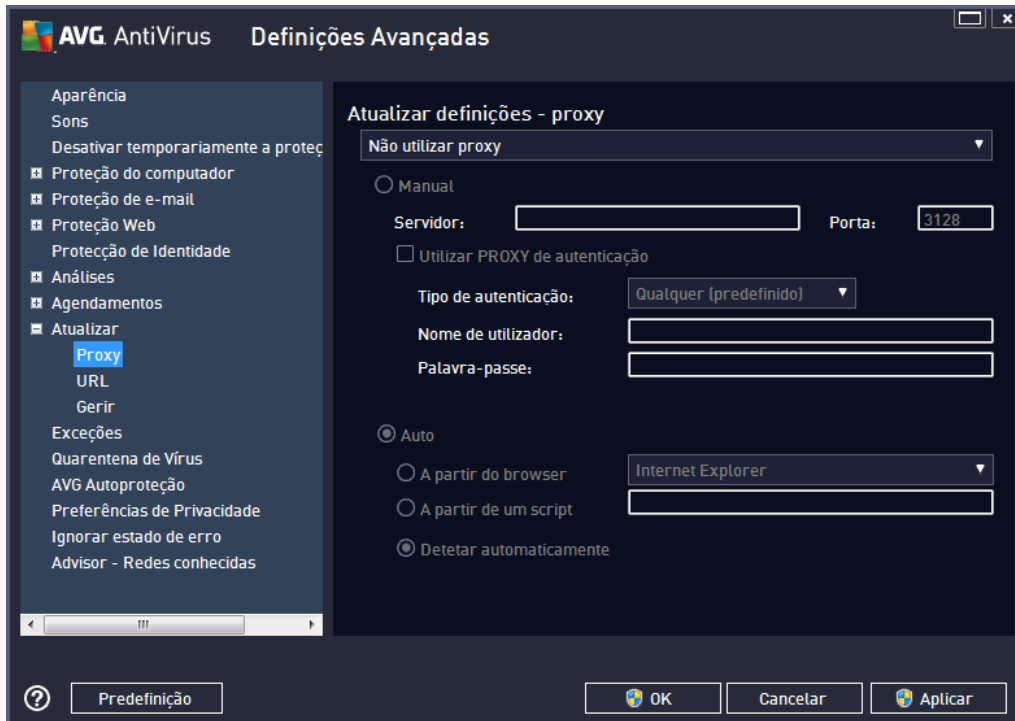 AVG AntiVirus Definições Avançadas
Aparência
Sons
Desativar temporariamente a proteç
Proteção do computador
Proteção de e-mail
Proteção Web
Protecção de Identidade
Análises
Agendamentos
Atualizar
Proxy
URL
Gerir
Exceções
Quarentena de Vírus
AVG Autoproteção
Preferências de Privacidade
Ignorar estado de erro
Advisor - Redes conhecidas
Atualizar definições - proxy
Não utilizar proxy
Manual
Servidor: Porta: 3128
Utilizar PROXY de autenticação
Tipo de autenticação: Qualquer (predefinido)
Nome de utilizador:
Palavra-passe:
Auto
A partir do browser Internet Explorer
A partir de um script
Detetar automaticamente
Predefinição OK Cancelar Aplicar